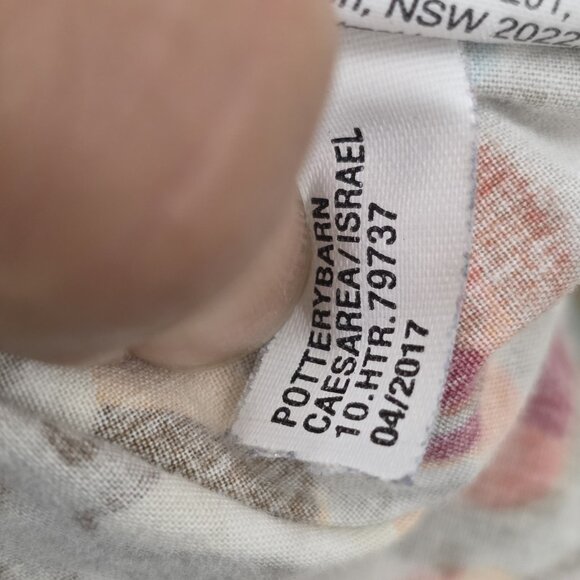 NSW 2022
POTTERYBARN
CAESAREA/ISRAEL
10.HTR.79737
04/2017